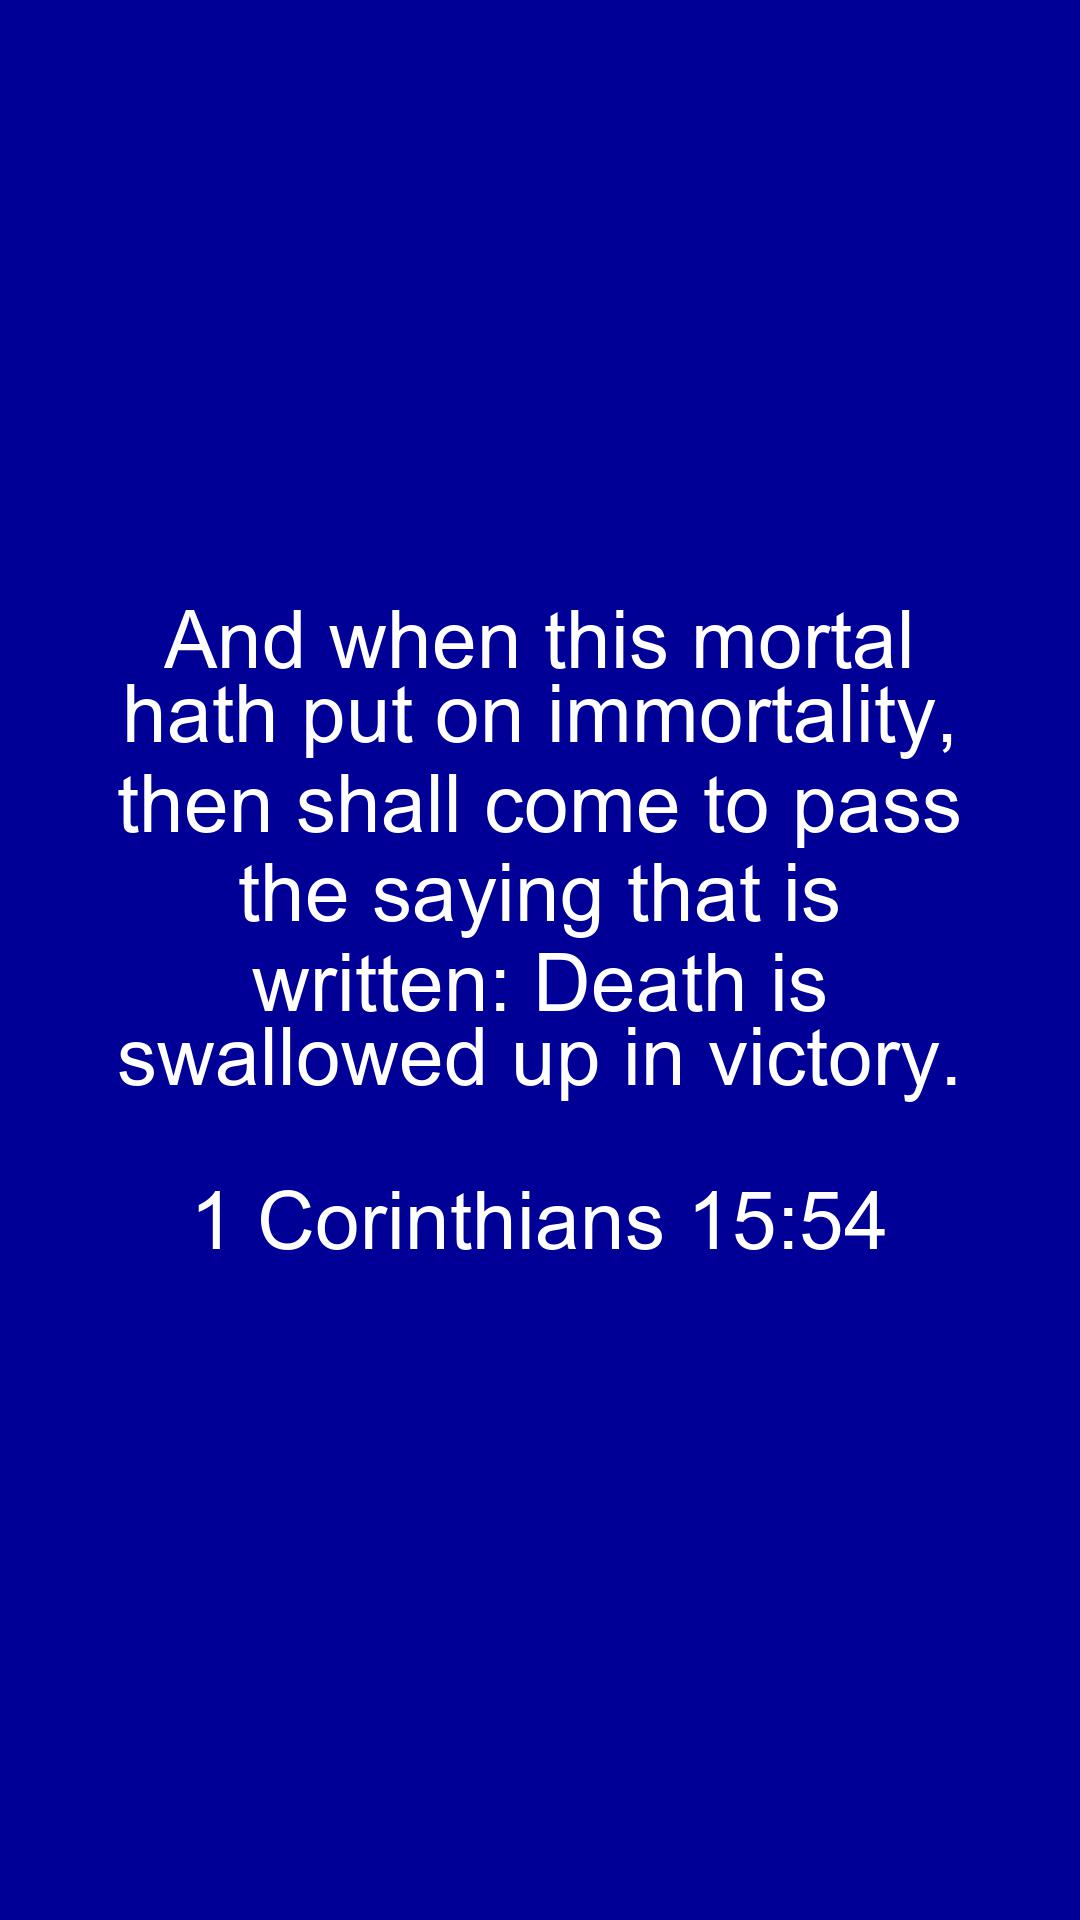 And when this mortal
hath put on immortality,
then shall come to pass
the saying that is
written: Death is
swallowed up in victory.
1 Corinthians 15:54